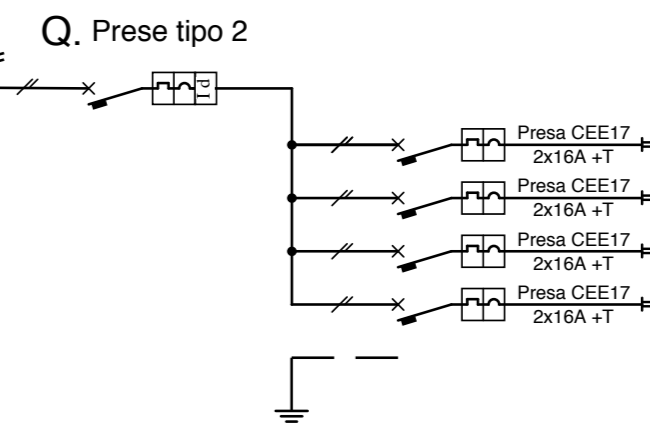 Q. Prese tipo 2
Id
Presa CEE17
2x16A +T
Presa CEE17
2x16A +T
Presa CEE17
2x16A +T
Presa CEE17
2x16A +T